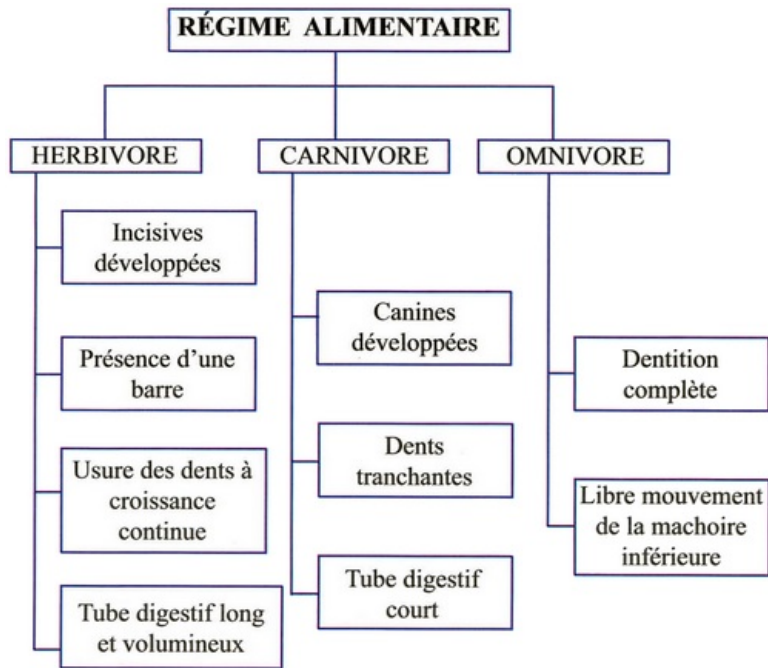 RÉGIME ALIMENTAIRE
HERBIVORE
Incisives
développées
Présence d'une
barre
Usure des dents à
croissance
continue
Tube digestif long
et volumineux
CARNIVORE
Canines
développées
Dents
tranchantes
Tube digestif
court
OMNIVORE
Dentition
complète
Libre mouvement
de la machoire
inférieure